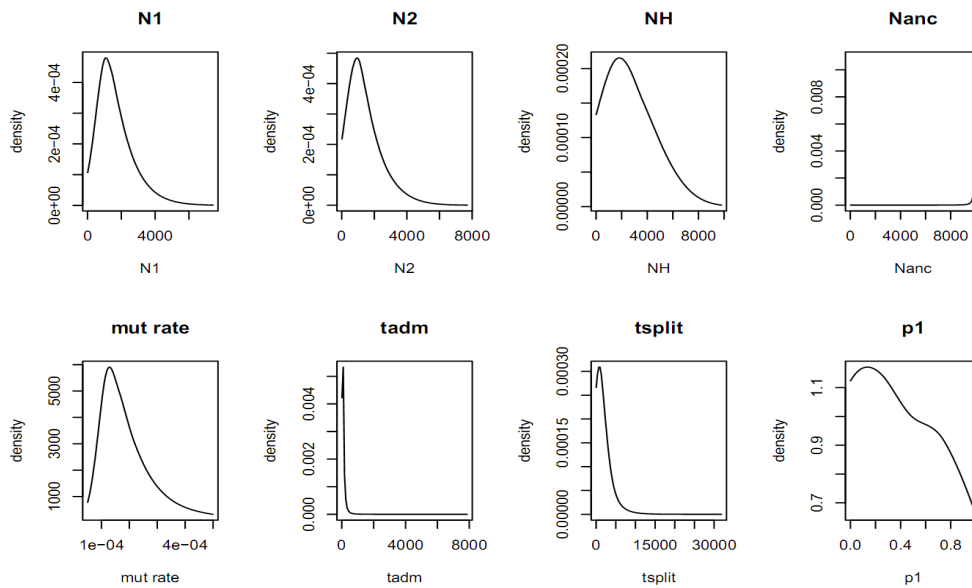 N1
N2
NH
Nanc
density
0e+00 2e-04 4e-04
0 4000
N1
density
0e+00 2e-04 4e-04
0 4000 8000
N2
density
0.00000 0.00010 0.00020
0 4000 8000
NH
density
0.000 0.004 0.008
0 4000 10000
Nanc
mut rate
tadm
tsplit
p1
density
1000 3000 5000
1e-04 4e-04
mut rate
density
0.000 0.002 0.004
0 4000 8000
tadm
density
0.00000 0.00015 0.00030
0 15000 30000
tsplit
density
0.7 0.9 1.1
0.0 0.4 0.8
p1